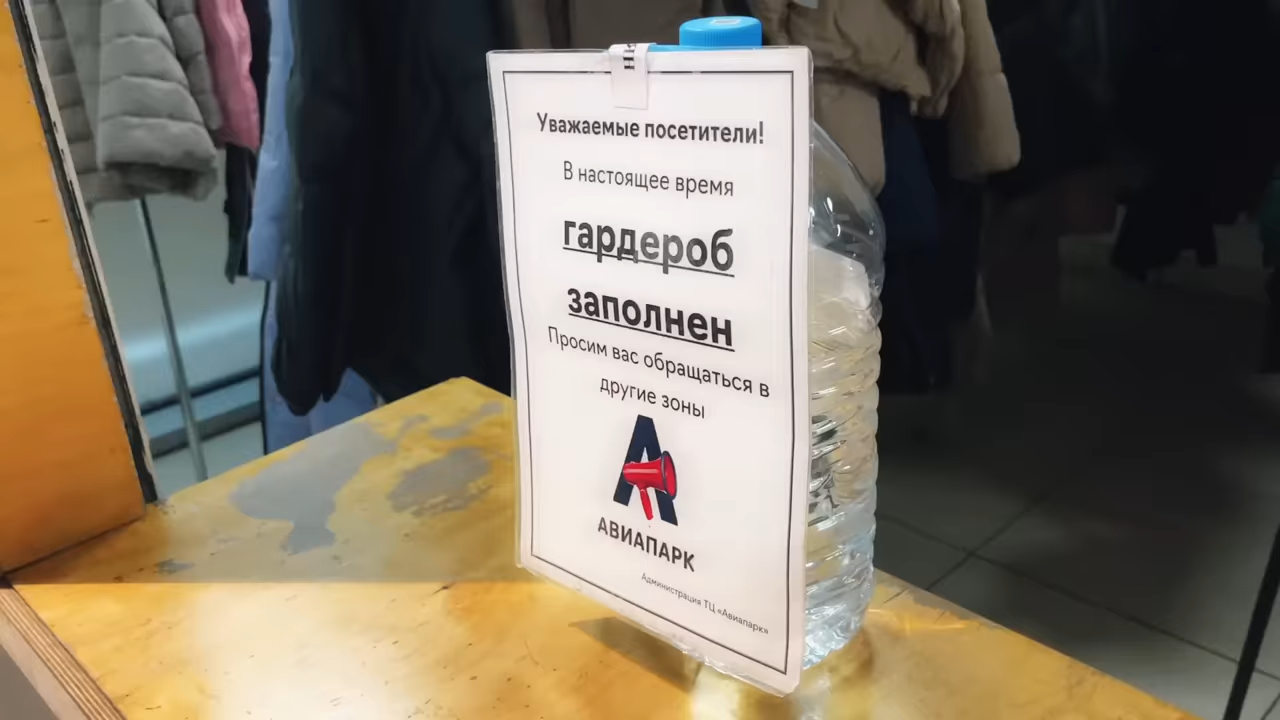 Уважаемые посетители!
В настоящее время
гардероб
заполнен
Просим вас обращаться в
другие зоны
АВИАПАРК
Администрация ТЦ «Авиапарк»